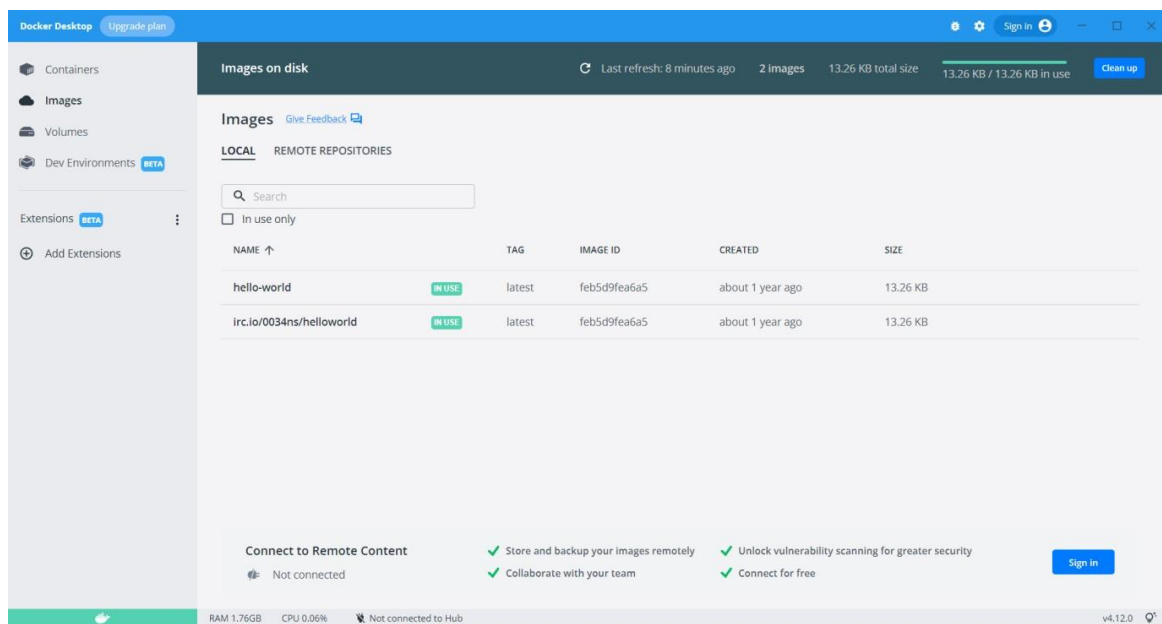 Docker Desktop Upgrade plan Sign in
Containers
Images
Volumes
Dev Environments BETA
Extensions BETA
Add Extensions
Images on disk Last refresh: 8 minutes ago 2 images 13.26 KB total size 13.26 KB / 13.26 KB in use Clean up
Images Give Feedback
LOCAL REMOTE REPOSITORIES
Search
In use only
NAME TAG IMAGE ID CREATED SIZE
hello-world IN USE latest feb5d9fea6a5 about 1 year ago 13.26 KB
irc.io/0034ns/helloworld IN USE latest feb5d9fea6a5 about 1 year ago 13.26 KB
Connect to Remote Content
Not connected
Store and backup your images remotely
Collaborate with your team
Unlock vulnerability scanning for greater security
Connect for free
Sign in
RAM 1.76GB CPU 0.06% Not connected to Hub v4.12.0